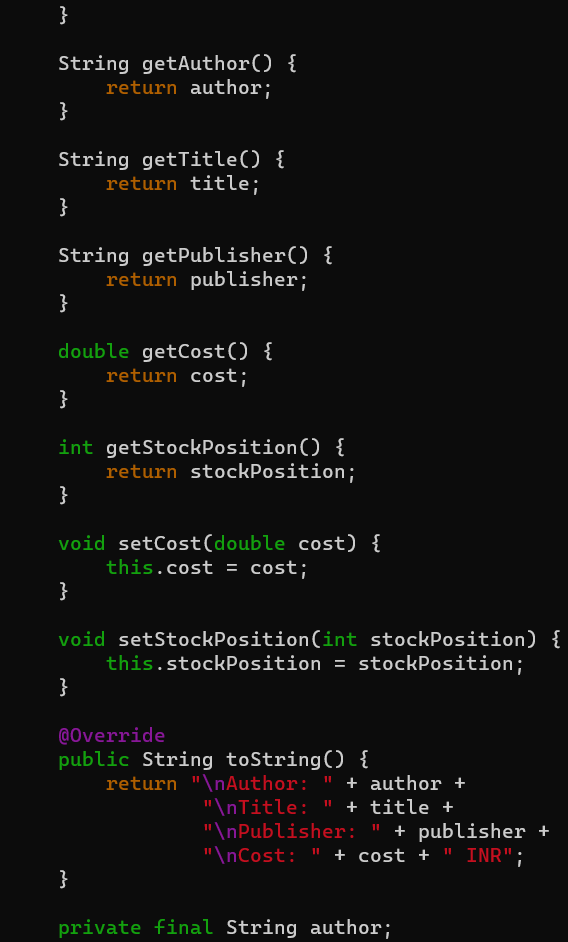 }

String getAuthor() {
    return author;
}

String getTitle() {
    return title;
}

String getPublisher() {
    return publisher;
}

double getCost() {
    return cost;
}

int getStockPosition() {
    return stockPosition;
}

void setCost(double cost) {
    this.cost = cost;
}

void setStockPosition(int stockPosition) {
    this.stockPosition = stockPosition;
}

@Override
public String toString() {
    return "\nAuthor: " + author +
            "\nTitle: " + title +
            "\nPublisher: " + publisher +
            "\nCost: " + cost + " INR";
}

private final String author;